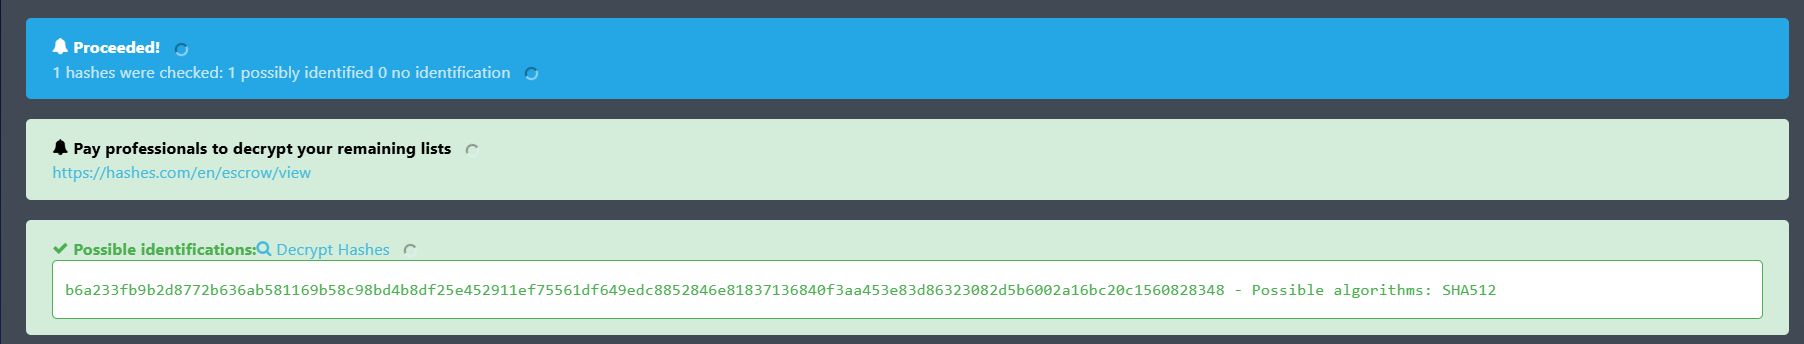 Proceeded!
1 hashes were checked: 1 possibly identified 0 no identification
Pay professionals to decrypt your remaining lists
https://hashes.com/en/escrow/view
Possible identifications: Decrypt Hashes
b6a233fb9b2d8772b636ab581169b58c98bd4b8df25e452911ef75561df649edc8852846e81837136840f3aa453e83d86323082d5b6002a16bc20c1560828348 - Possible algorithms: SHA512